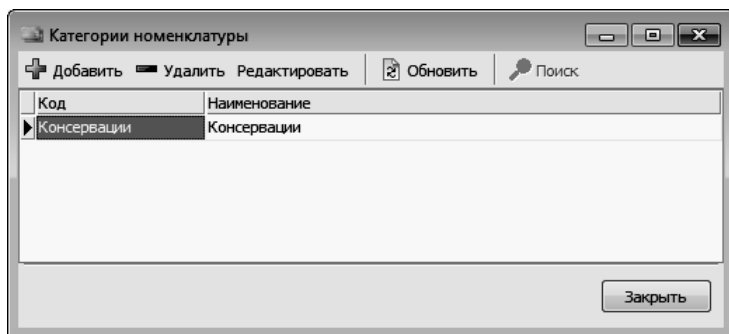 Категории номенклатуры
Добавить Удалить Редактировать Обновить Поиск
Код Наименование
Консервации Консервации
Закрыть